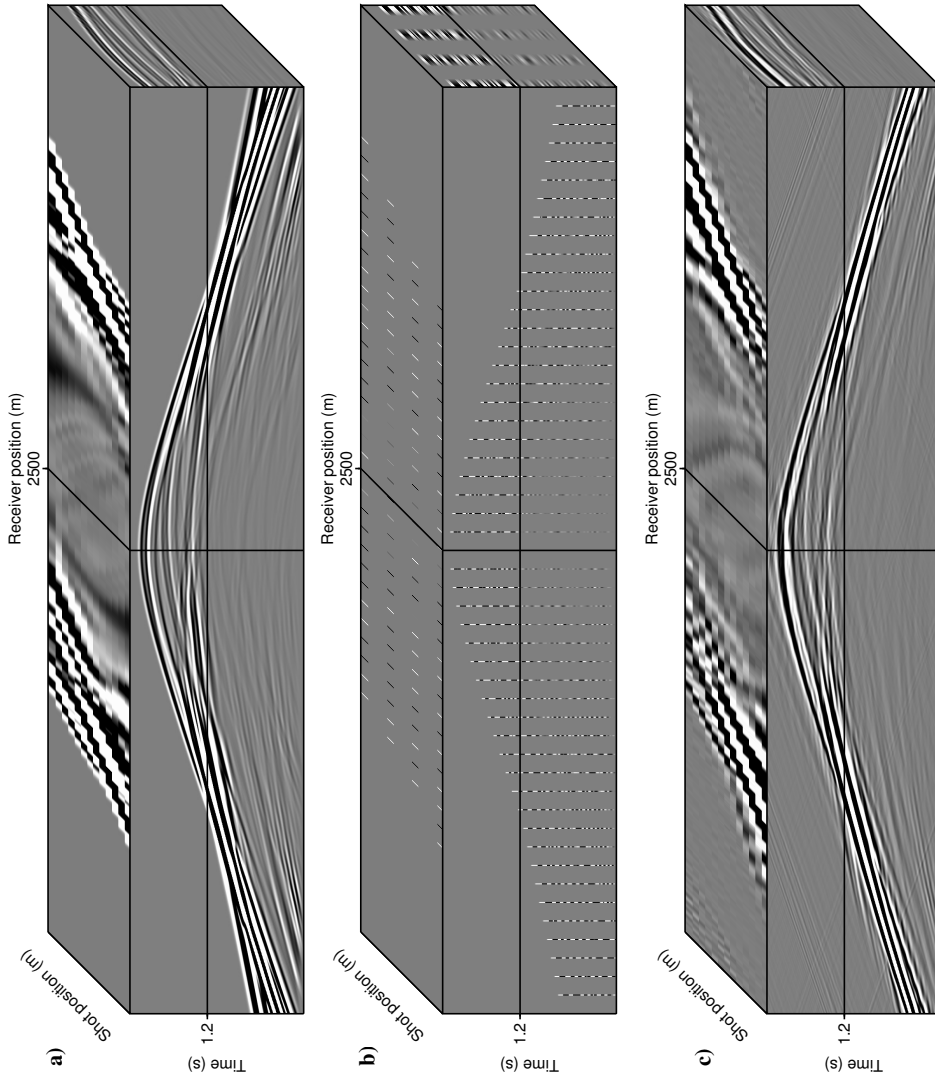 a)
Receiver position (m)
2500
Shot position (m)
1.2
Time (s)
b)
Receiver position (m)
2500
Shot position (m)
1.2
Time (s)
c)
Receiver position (m)
2500
Shot position (m)
1.2
Time (s)